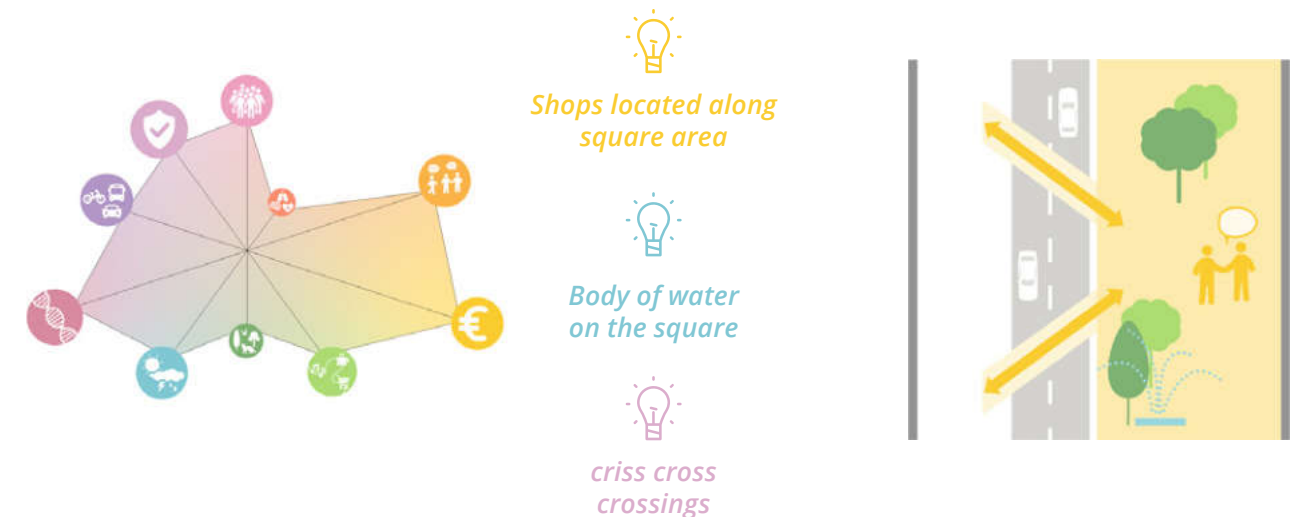 Shops located along
square area
Body of water
on the square
criss cross
crossings
€